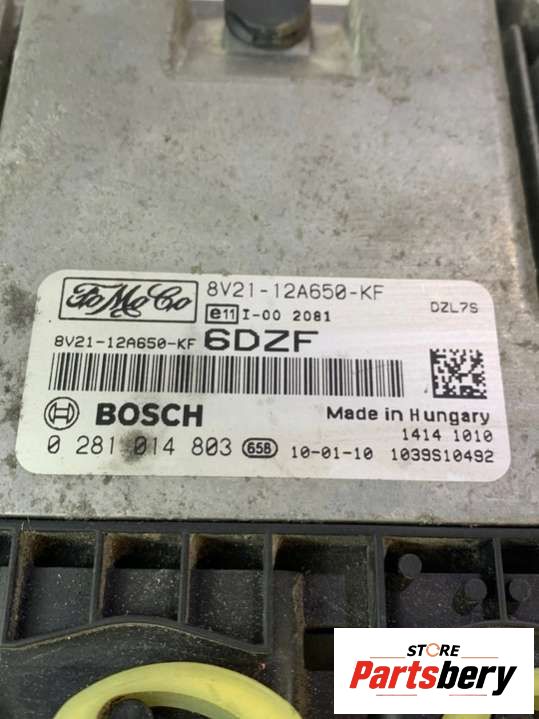 FoMoCo
8V21-12A650-KF
DZL7S
e11 I-00 2081
8V21-12A650-KF 6DZF
BOSCH
Made in Hungary
1414 1010
0 281 014 803 658 10-01-10 1039S10492
STORE
Partsbery